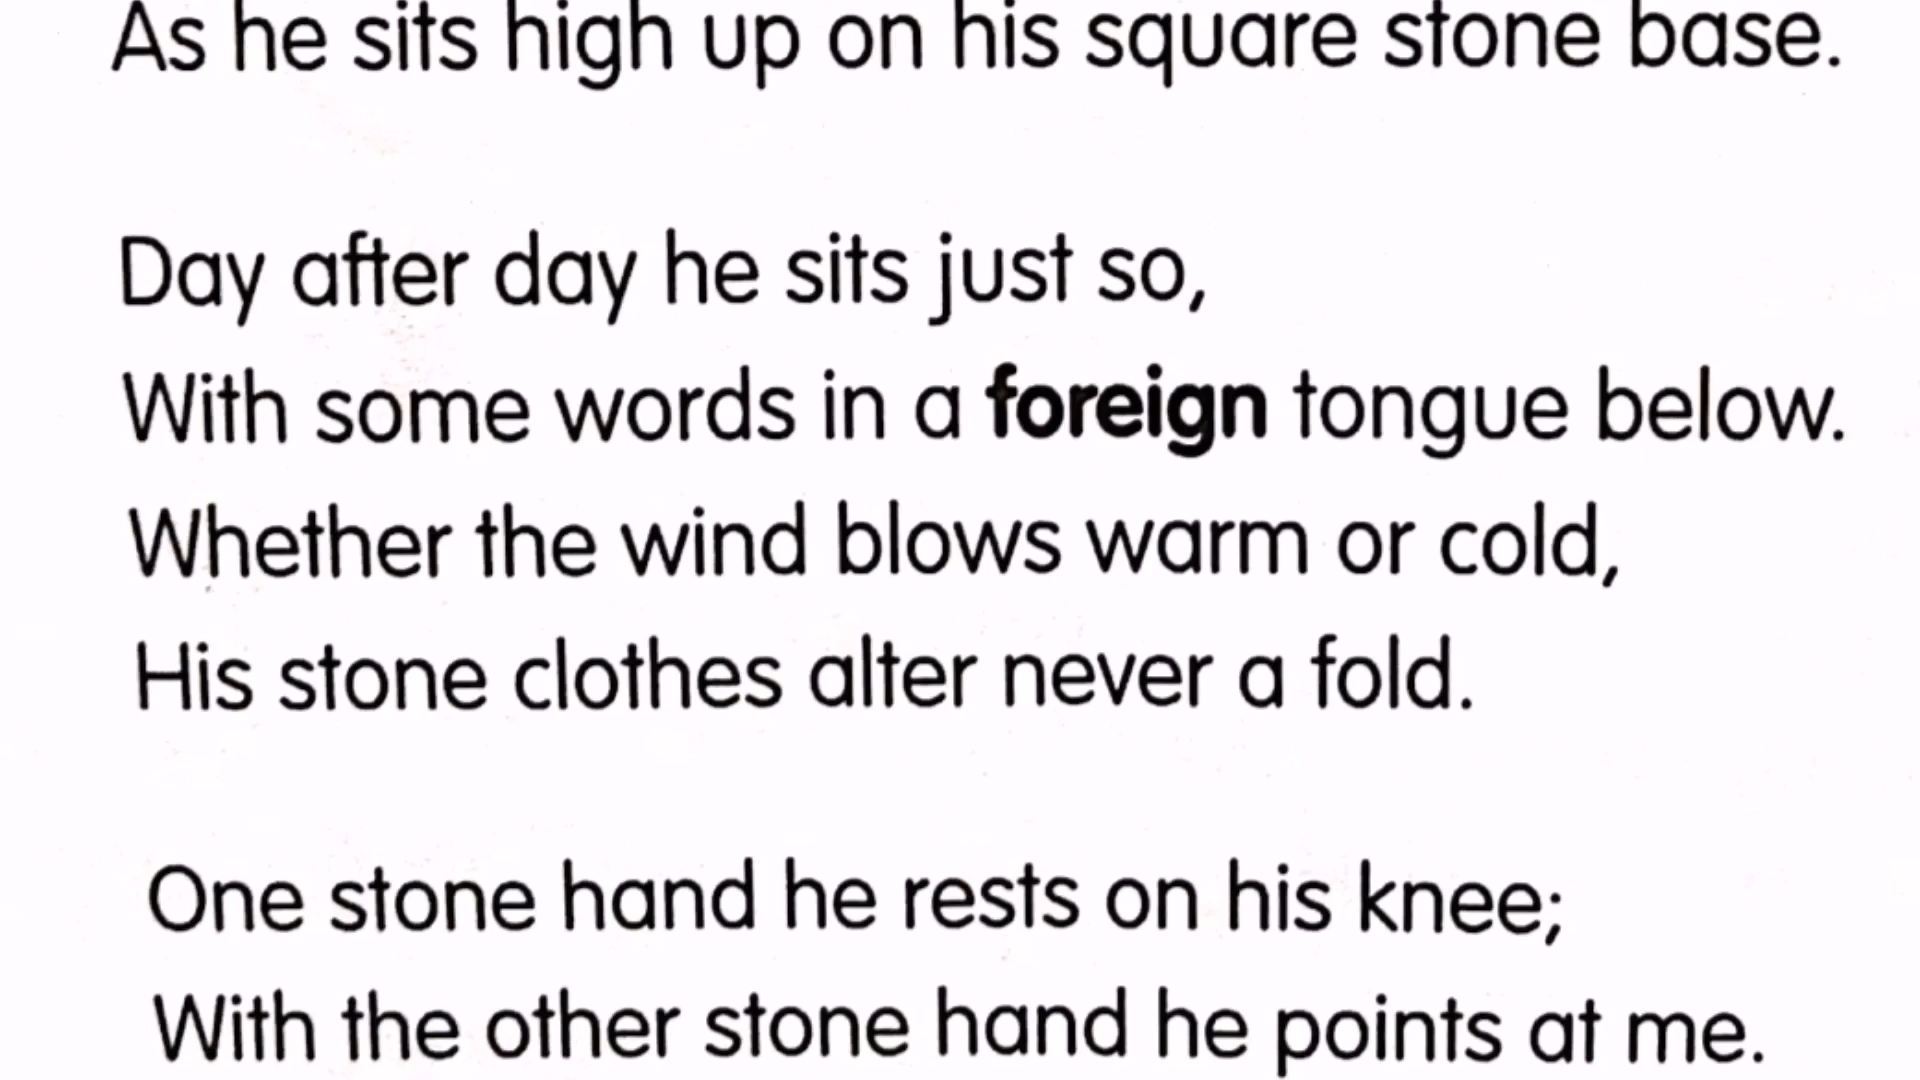 As he sits high up on his square stone base.
Day after day he sits just so,
With some words in a foreign tongue below.
Whether the wind blows warm or cold,
His stone clothes alter never a fold.
One stone hand he rests on his knee;
With the other stone hand he points at me.